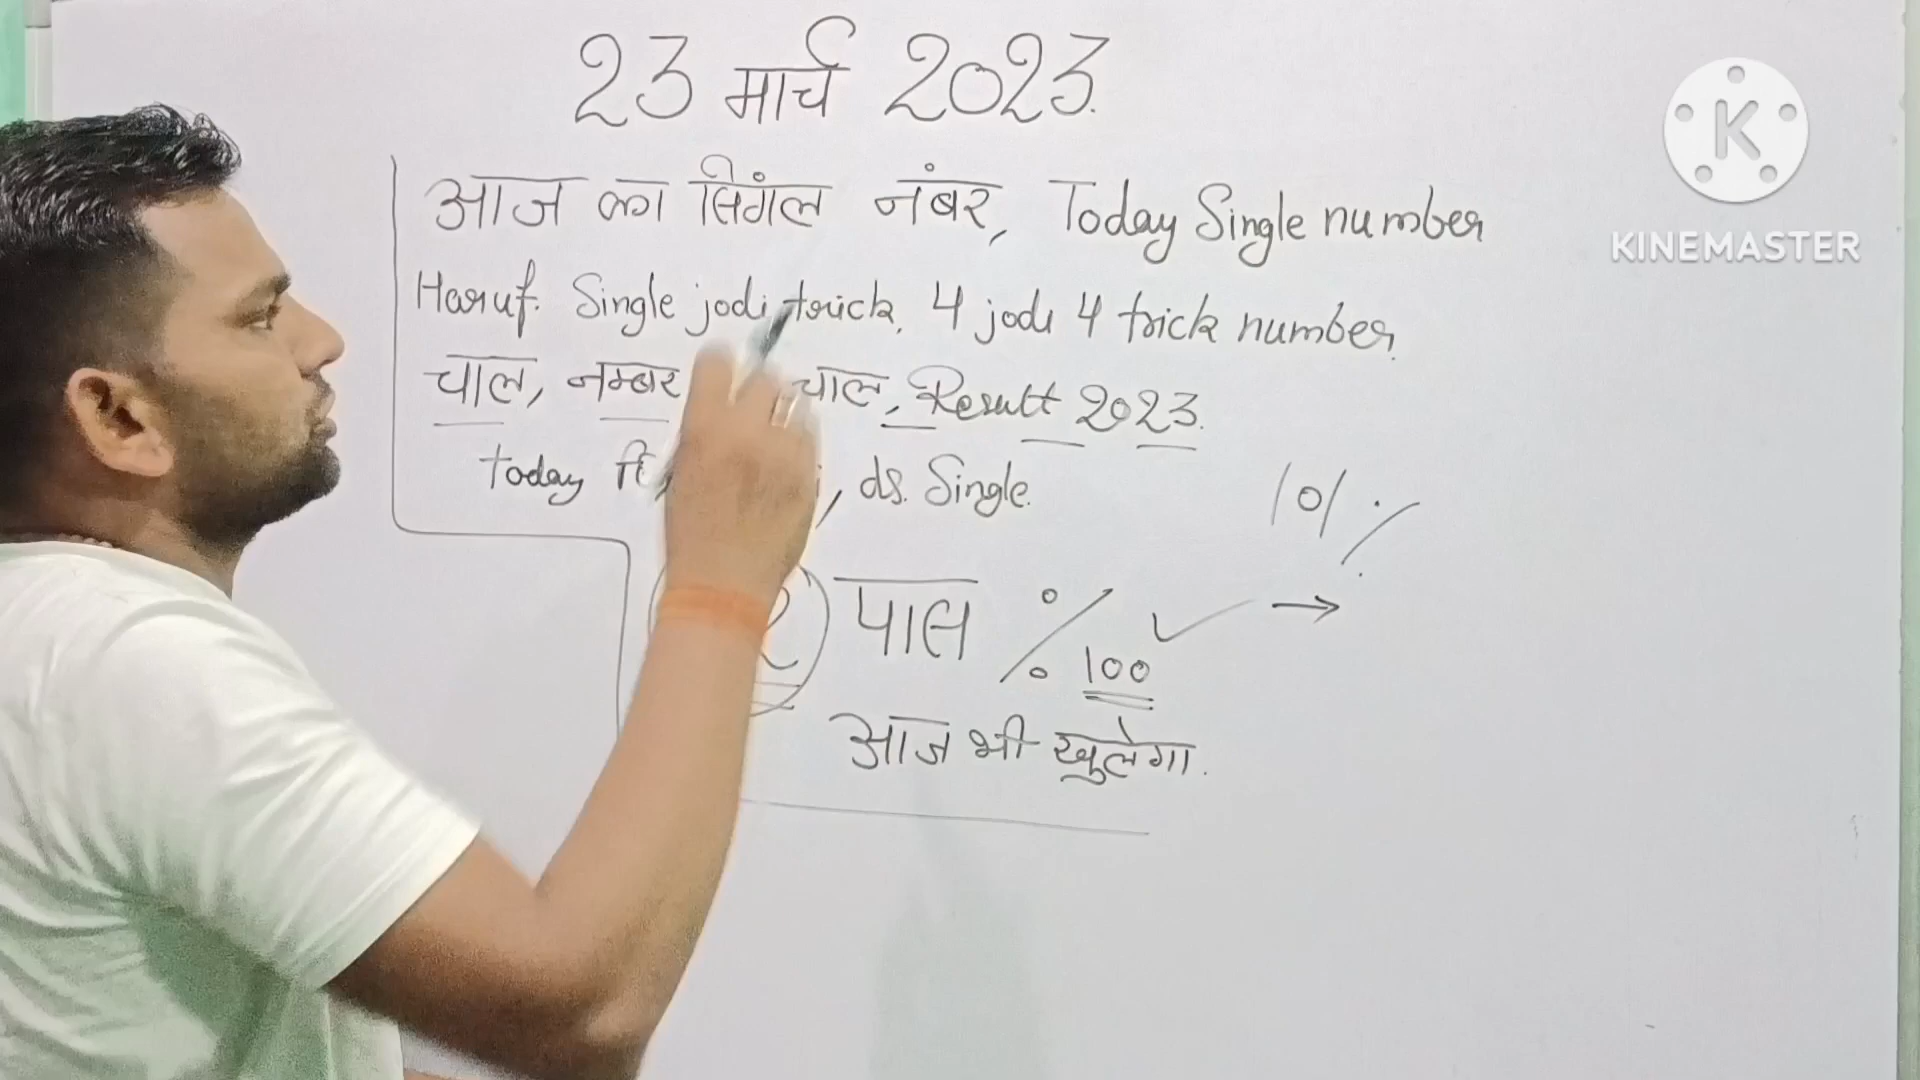 23 मार्च 2023.
आज का सिंगल नंबर, Today Single number
Haruf. Single jodi trick, 4 jodi 4 trick number.
चाल, नम्बर चाल, Result 2023.
today ds. Single.
101 %
पास % 100 ✓ →
आज भी खुलेगा.
K
KINEMASTER